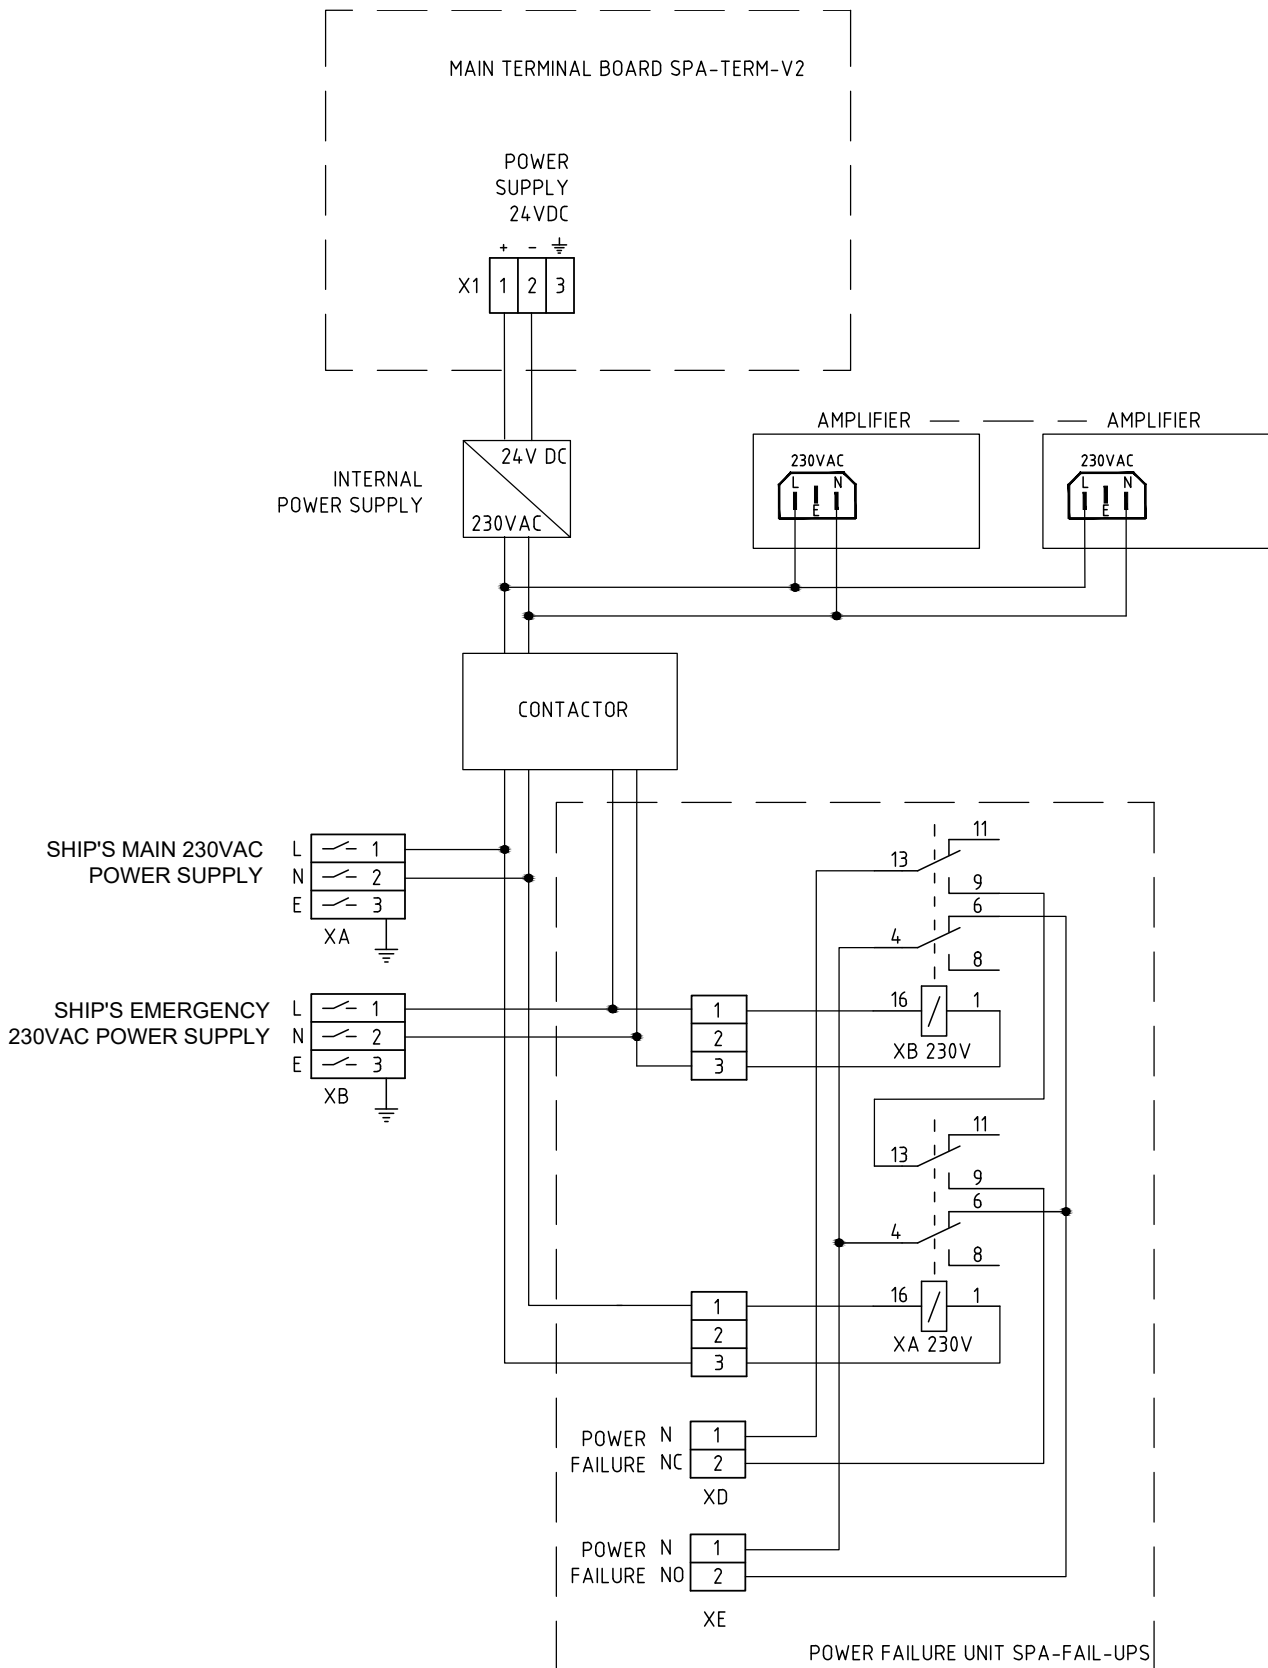 MAIN TERMINAL BOARD SPA-TERM-V2
POWER
SUPPLY
24VDC
+ -
X1 1 2 3
AMPLIFIER AMPLIFIER
230VAC 230VAC
L N L N
E E
24V DC
INTERNAL
POWER SUPPLY
230VAC
CONTACTOR
SHIP'S MAIN 230VAC
POWER SUPPLY
L 1
N 2
E 3
XA
SHIP'S EMERGENCY
230VAC POWER SUPPLY
L 1
N 2
E 3
XB
11
13
9
6
4
8
1
2
3
16 1
XB 230V
11
13
9
6
4
8
1
2
3
16 1
XA 230V
POWER N 1
FAILURE NC 2
XD
POWER N 1
FAILURE NO 2
XE
POWER FAILURE UNIT SPA-FAIL-UPS